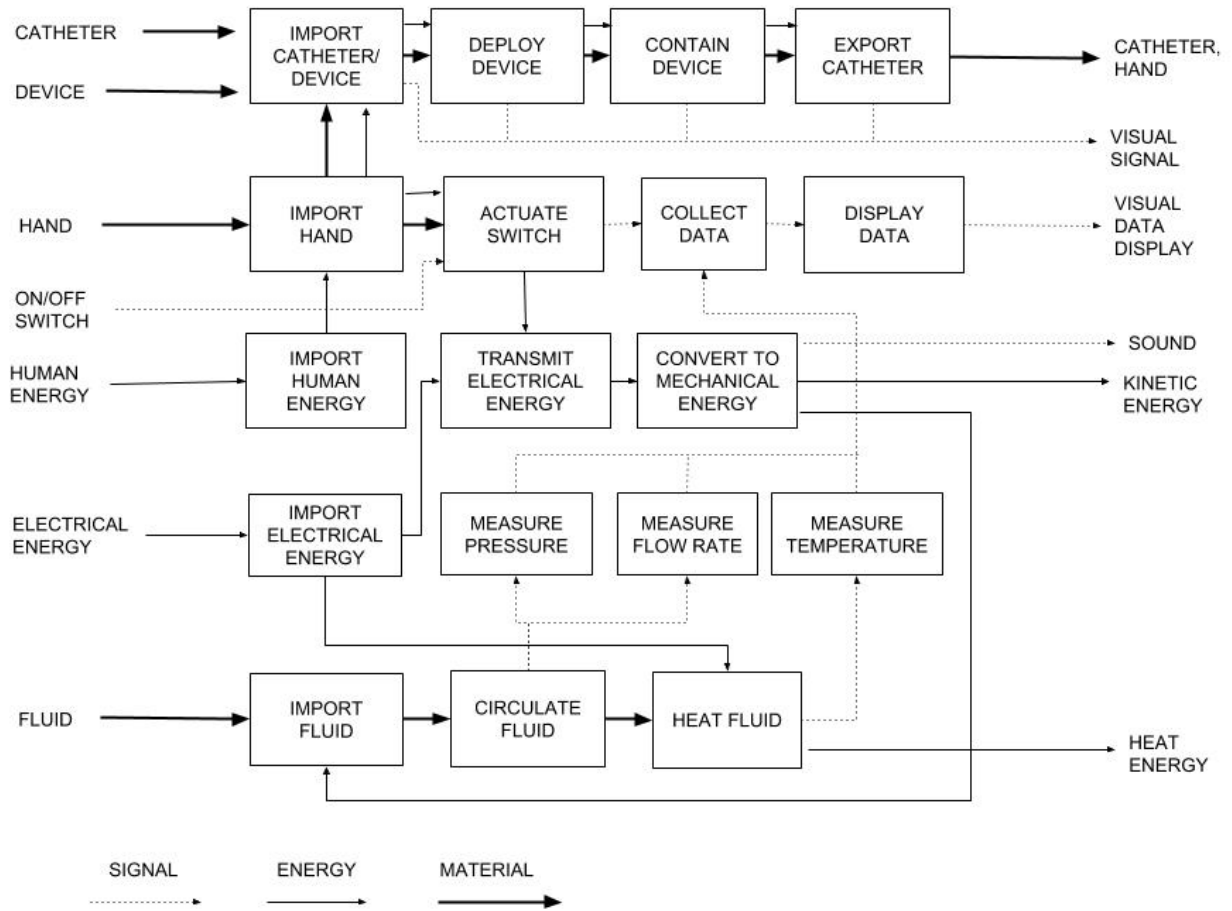 CATHETER
IMPORT
CATHETER/
DEVICE
DEPLOY
DEVICE
CONTAIN
DEVICE
EXPORT
CATHETER
CATHETER,
HAND
DEVICE
VISUAL
SIGNAL
HAND
IMPORT
HAND
ACTUATE
SWITCH
COLLECT
DATA
DISPLAY
DATA
VISUAL
DATA
DISPLAY
ON/OFF
SWITCH
HUMAN
ENERGY
IMPORT
HUMAN
ENERGY
TRANSMIT
ELECTRICAL
ENERGY
CONVERT TO
MECHANICAL
ENERGY
SOUND
KINETIC
ENERGY
ELECTRICAL
ENERGY
IMPORT
ELECTRICAL
ENERGY
MEASURE
PRESSURE
MEASURE
FLOW RATE
MEASURE
TEMPERATURE
FLUID
IMPORT
FLUID
CIRCULATE
FLUID
HEAT FLUID
HEAT
ENERGY
SIGNAL
ENERGY
MATERIAL